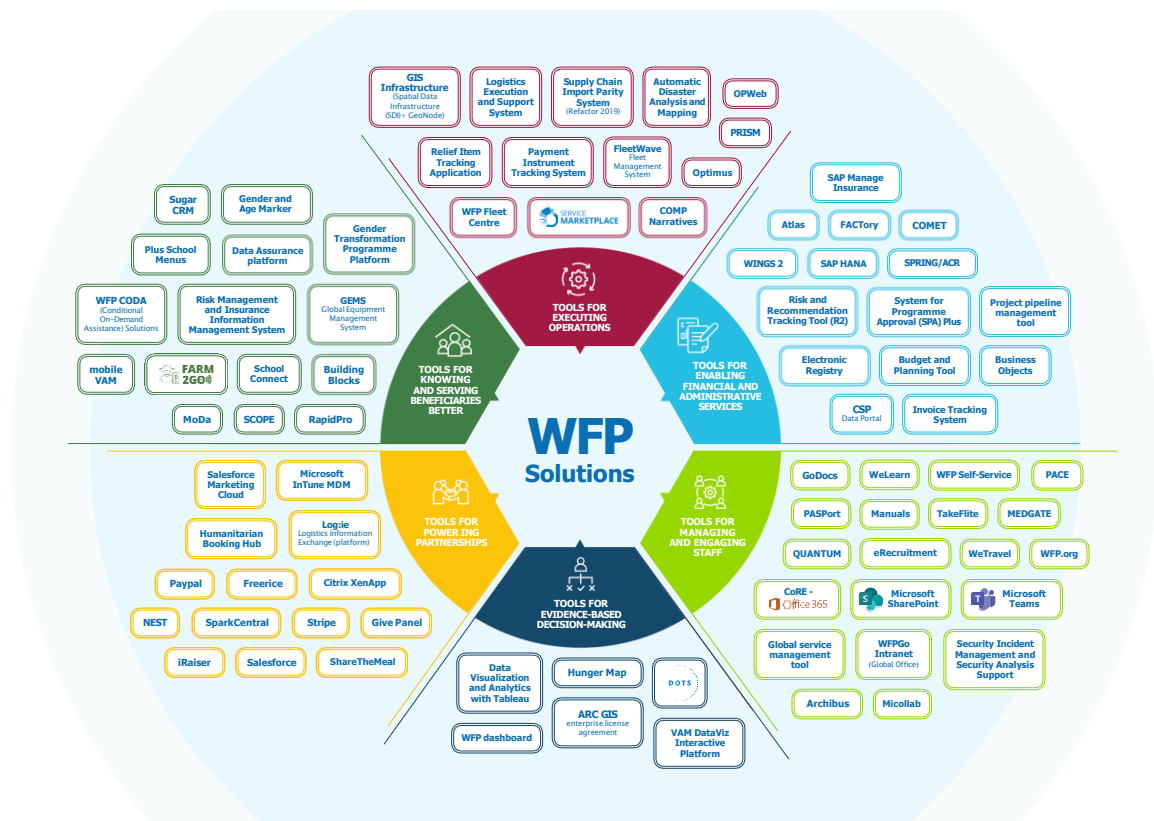 WFP
Solutions
TOOLS FOR
EXECUTING
OPERATIONS
GIS
Infrastructure
(Spatial Data
Infrastructure
(SDI)+ GeoNode)
Logistics
Execution
and Support
System
Supply Chain
Import Parity
System
(Refactor 2019)
Automatic
Disaster
Analysis and
Mapping
OPWeb
PRISM
Relief Item
Tracking
Application
Payment
Instrument
Tracking System
FleetWave
Fleet
Management
System
Optimus
WFP Fleet
Centre
SERVICE
MARKETPLACE
COMP
Narratives
TOOLS FOR
ENABLING
FINANCIAL AND
ADMINISTRATIVE
SERVICES
SAP Manage
Insurance
Atlas
FACTory
COMET
WINGS 2
SAP HANA
SPRING/ACR
Risk and
Recommendation
Tracking Tool (R2)
System for
Programme
Approval (SPA) Plus
Project pipeline
management
tool
Electronic
Registry
Budget and
Planning Tool
Business
Objects
CSP
Data Portal
Invoice Tracking
System
TOOLS FOR
MANAGING
AND ENGAGING
STAFF
GoDocs
WeLearn
WFP Self-Service
PACE
PASPort
Manuals
TakeFlite
MEDGATE
QUANTUM
eRecruitment
WeTravel
WFP.org
CoRE -
Office 365
Microsoft
SharePoint
Microsoft
Teams
Global service
management
tool
WFPGo
Intranet
(Global Office)
Security Incident
Management and
Security Analysis
Support
Archibus
Micollab
TOOLS FOR
EVIDENCE-BASED
DECISION-MAKING
Data
Visualization
and Analytics
with Tableau
Hunger Map
DOTS
WFP dashboard
ARC GIS
enterprise license
agreement
VAM DataViz
Interactive
Platform
TOOLS FOR
POWER ING
PARTNERSHIPS
Salesforce
Marketing
Cloud
Microsoft
InTune MDM
Humanitarian
Booking Hub
Log:ie
Logistics Information
Exchange (platform)
Paypal
Freerice
Citrix XenApp
NEST
SparkCentral
Stripe
Give Panel
iRaiser
Salesforce
ShareTheMeal
TOOLS FOR
KNOWING
AND SERVING
BENEFICIARIES
BETTER
Sugar
CRM
Gender and
Age Marker
Plus School
Menus
Data Assurance
platform
Gender
Transformation
Programme
Platform
WFP CODA
(Conditional
On-Demand
Assistance) Solutions
Risk Management
and Insurance
Information
Management System
GEMS
Global Equipment
Management
System
mobile
VAM
FARM
2GO
School
Connect
Building
Blocks
MoDa
SCOPE
RapidPro